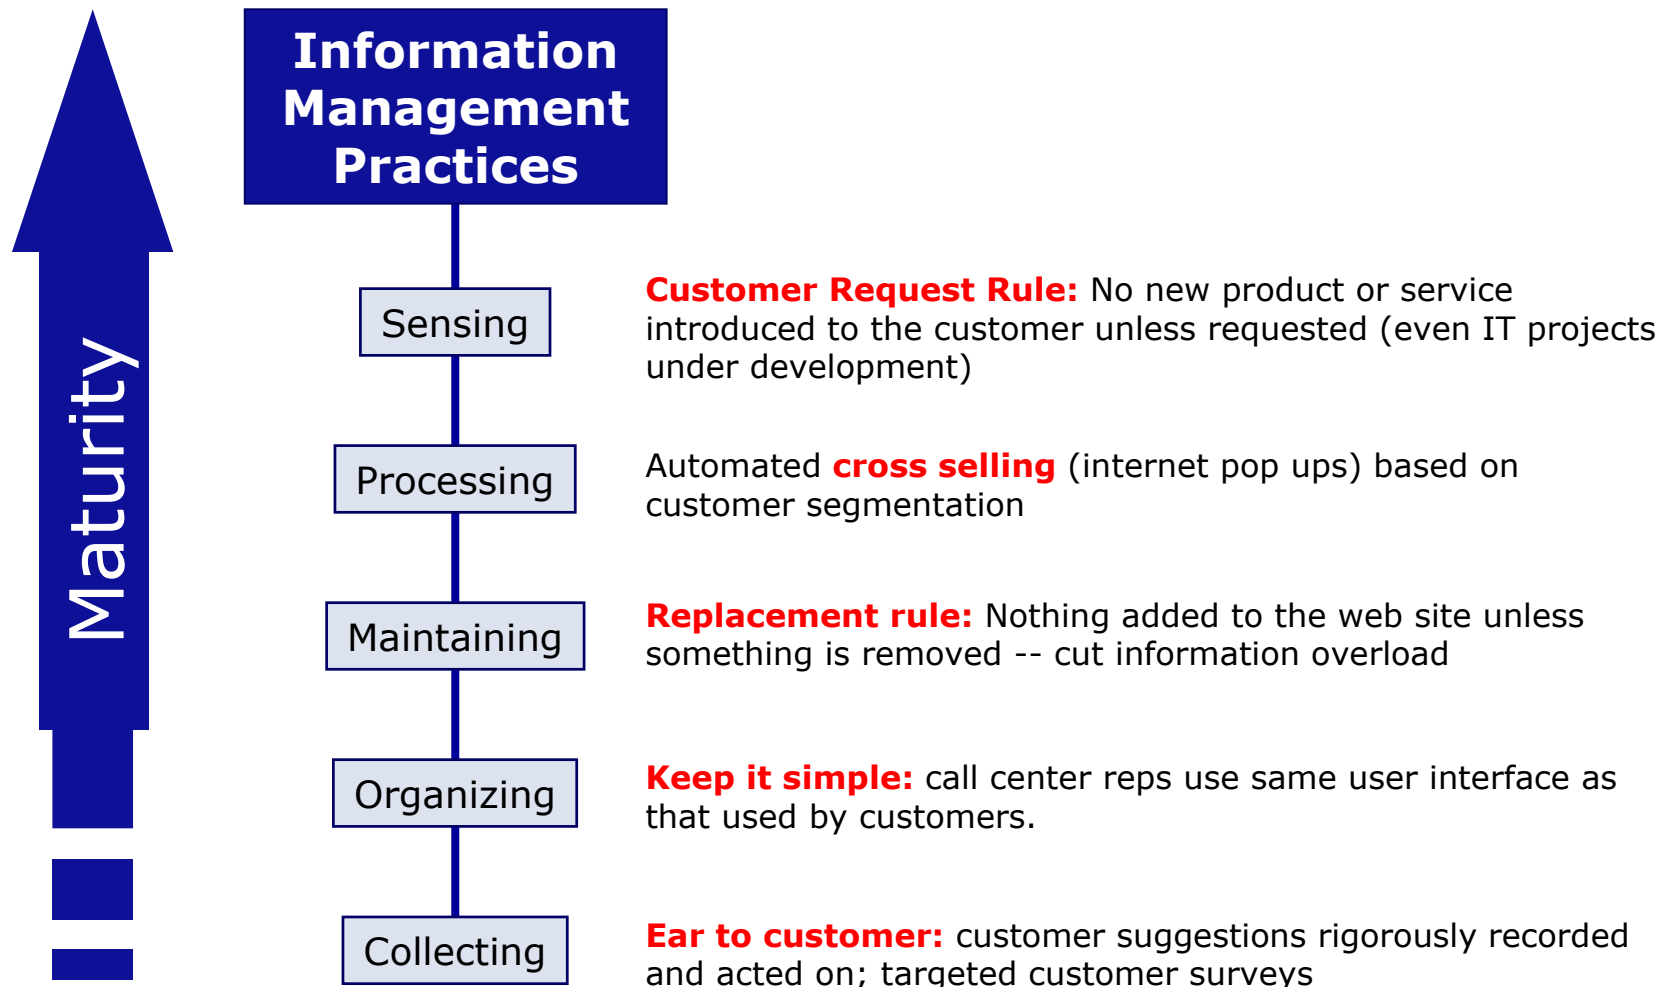 Information
Management
Practices
Maturity
Sensing
Customer Request Rule: No new product or service
introduced to the customer unless requested (even IT projects
under development)
Processing
Automated cross selling (internet pop ups) based on
customer segmentation
Maintaining
Replacement rule: Nothing added to the web site unless
something is removed -- cut information overload
Organizing
Keep it simple: call center reps use same user interface as
that used by customers.
Collecting
Ear to customer: customer suggestions rigorously recorded
and acted on; targeted customer surveys